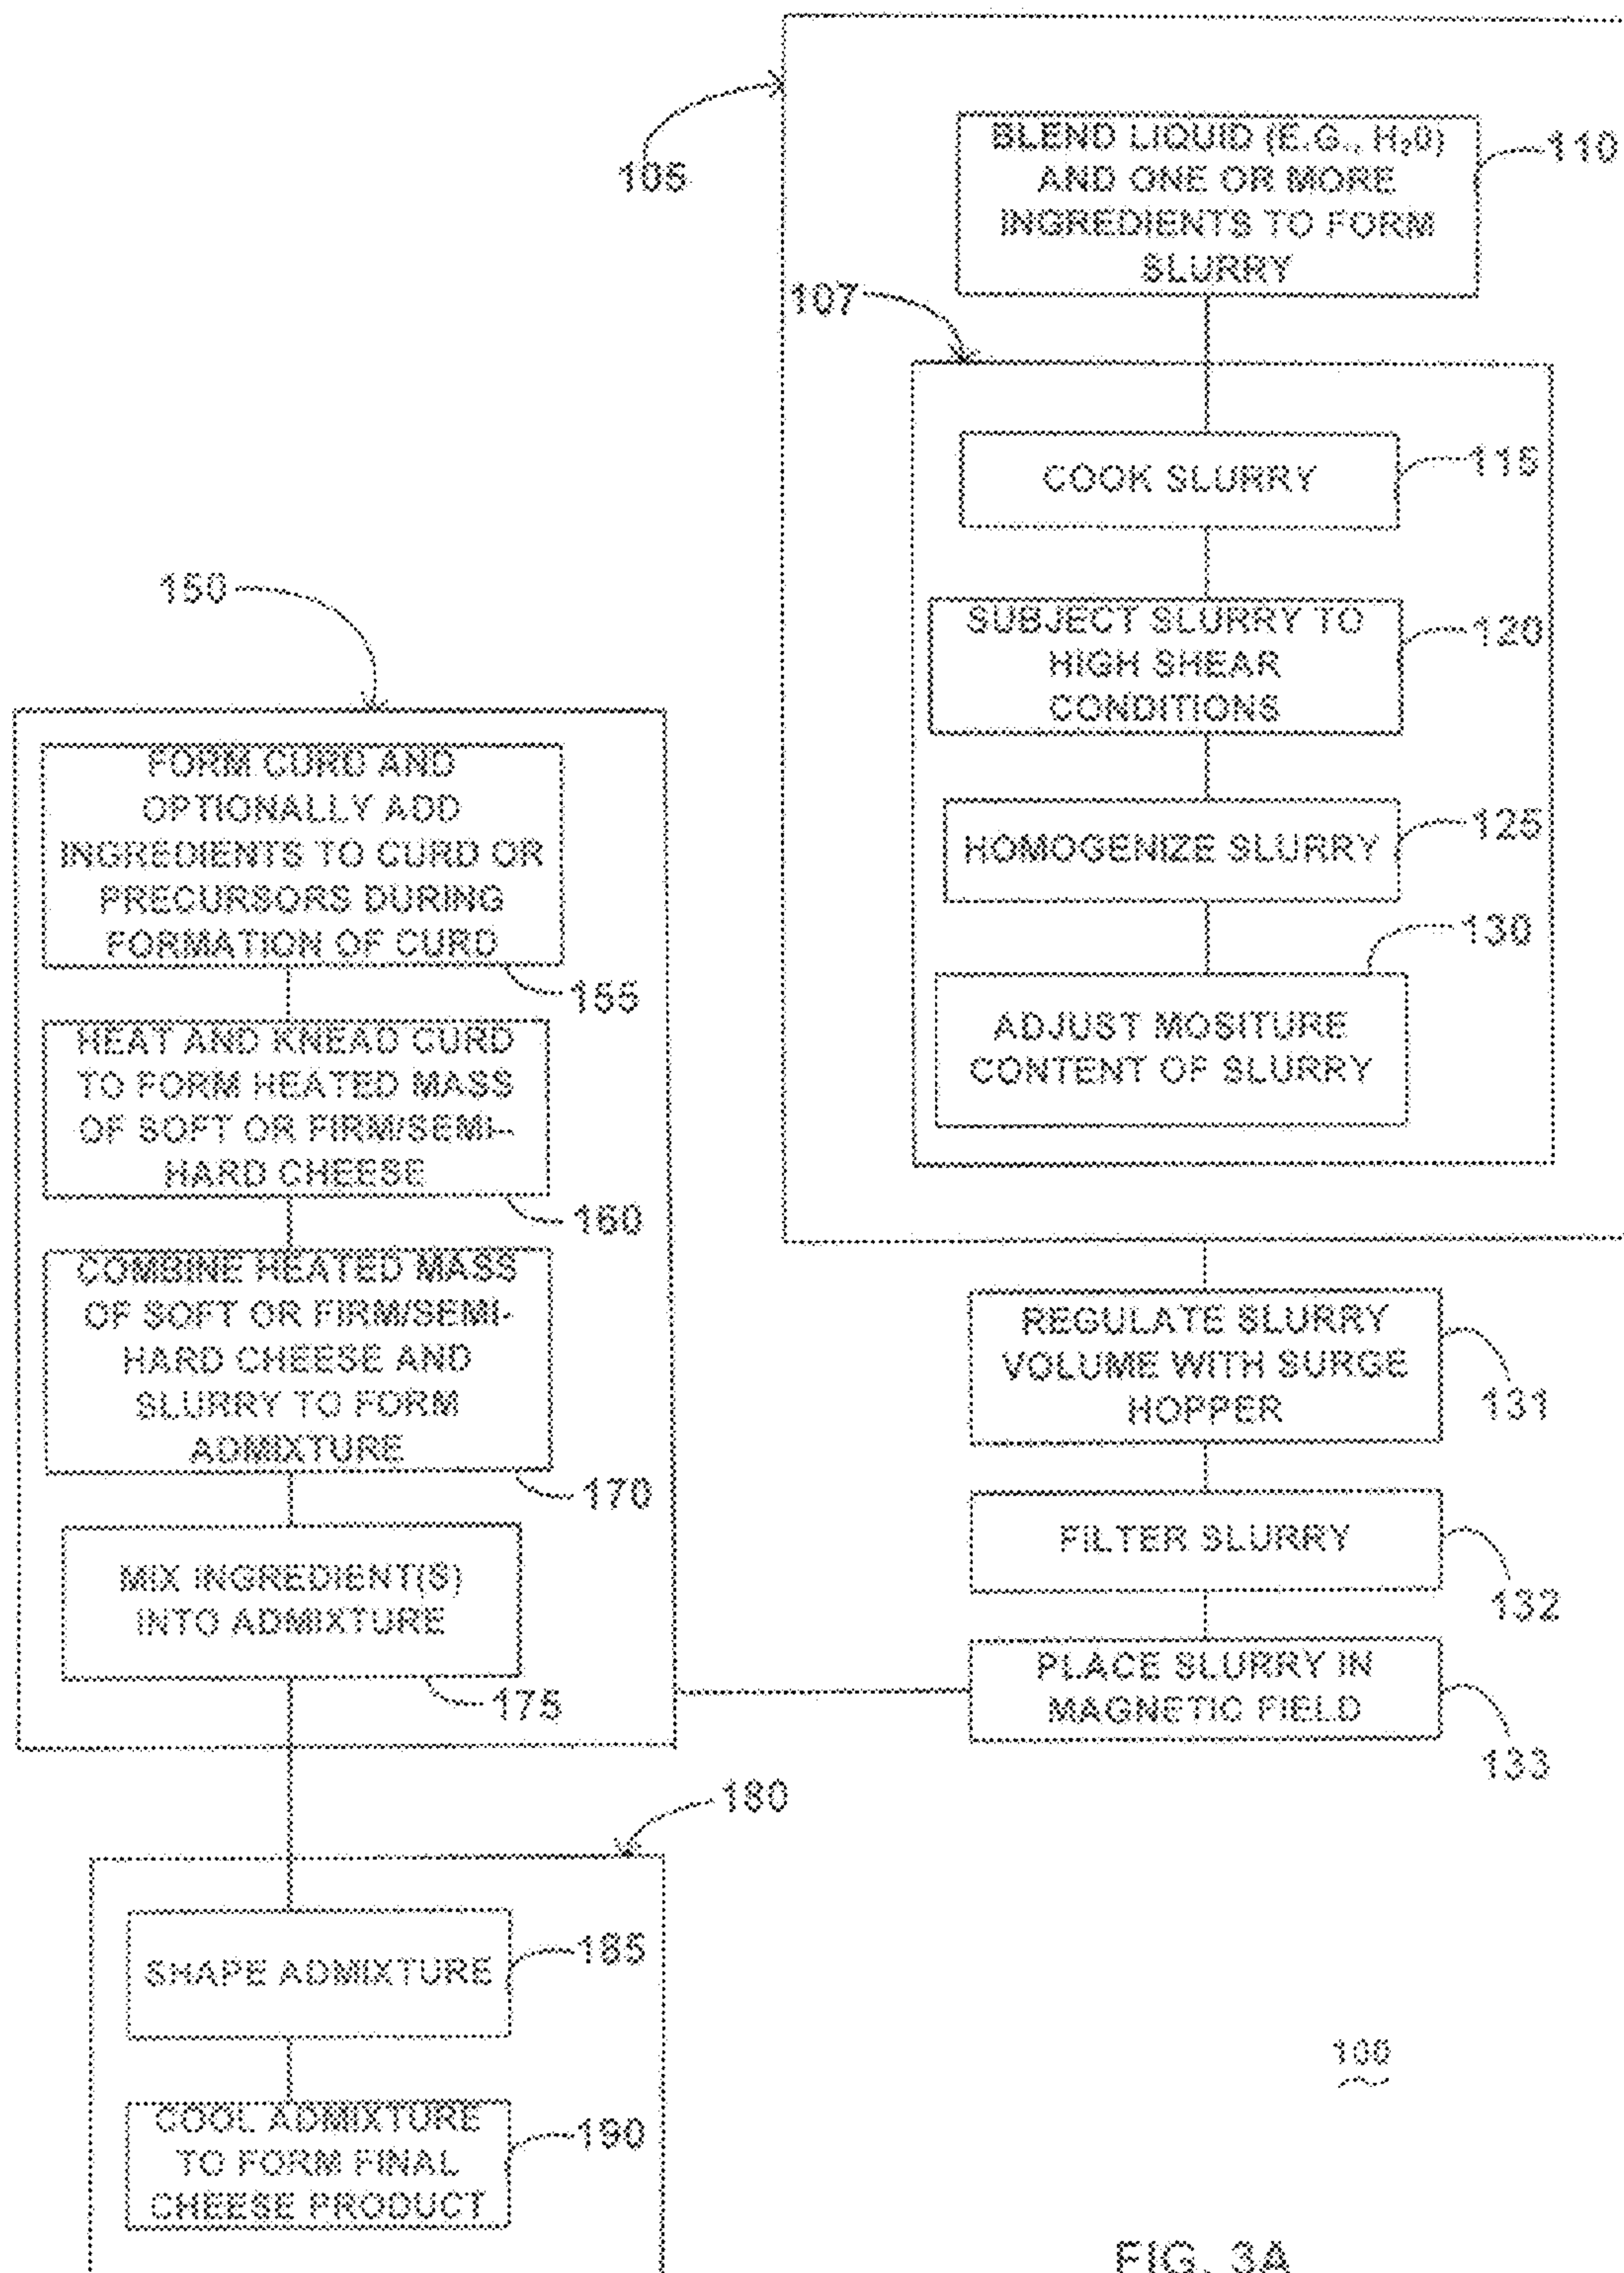 105
BLEND LIQUID (E.G., H₂0)
AND ONE OR MORE
INGREDIENTS TO FORM
SLURRY
110
107
COOK SLURRY
115
SUBJECT SLURRY TO
HIGH SHEAR
CONDITIONS
120
HOMOGENIZE SLURRY
125
130
ADJUST MOSITURE
CONTENT OF SLURRY
REGULATE SLURRY
VOLUME WITH SURGE
HOPPER
131
FILTER SLURRY
132
PLACE SLURRY IN
MAGNETIC FIELD
133
150
FORM CURD AND
OPTIONALLY ADD
INGREDIENTS TO CURD OR
PRECURSORS DURING
FORMATION OF CURD
155
HEAT AND KNEAD CURD
TO FORM HEATED MASS
OF SOFT OR FIRM/SEMI-
HARD CHEESE
160
COMBINE HEATED MASS
OF SOFT OR FIRM/SEMI-
HARD CHEESE AND
SLURRY TO FORM
ADMIXTURE
170
MIX INGREDIENT(S)
INTO ADMIXTURE
175
180
SHAPE ADMIXTURE
185
COOL ADMIXTURE
TO FORM FINAL
CHEESE PRODUCT
190
100
FIG. 3A